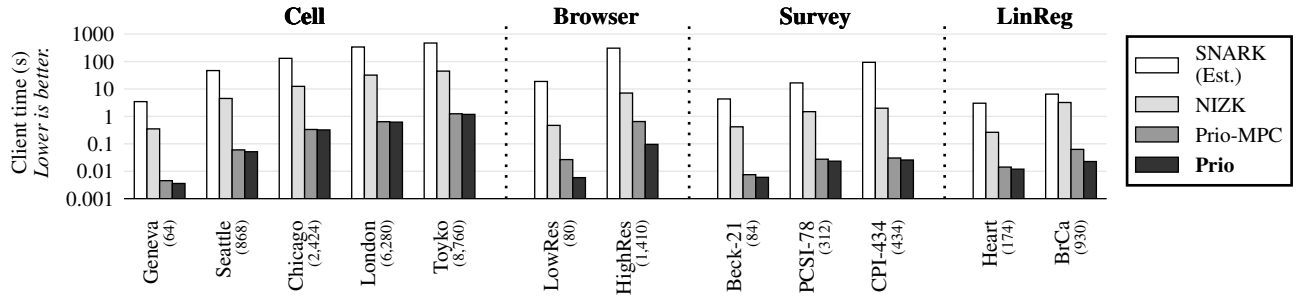 Cell
Browser
Survey
LinReg
Client time (s)
Lower is better.
1000
100
10
1
0.1
0.01
0.001
Geneva
(64)
Seattle
(868)
Chicago
(2,424)
London
(6,280)
Toyko
(8,760)
LowRes
(80)
HighRes
(1,410)
Beck-21
(84)
PCSI-78
(312)
CPI-434
(434)
Heart
(174)
BrCa
(930)
SNARK
(Est.)
NIZK
Prio-MPC
Prio